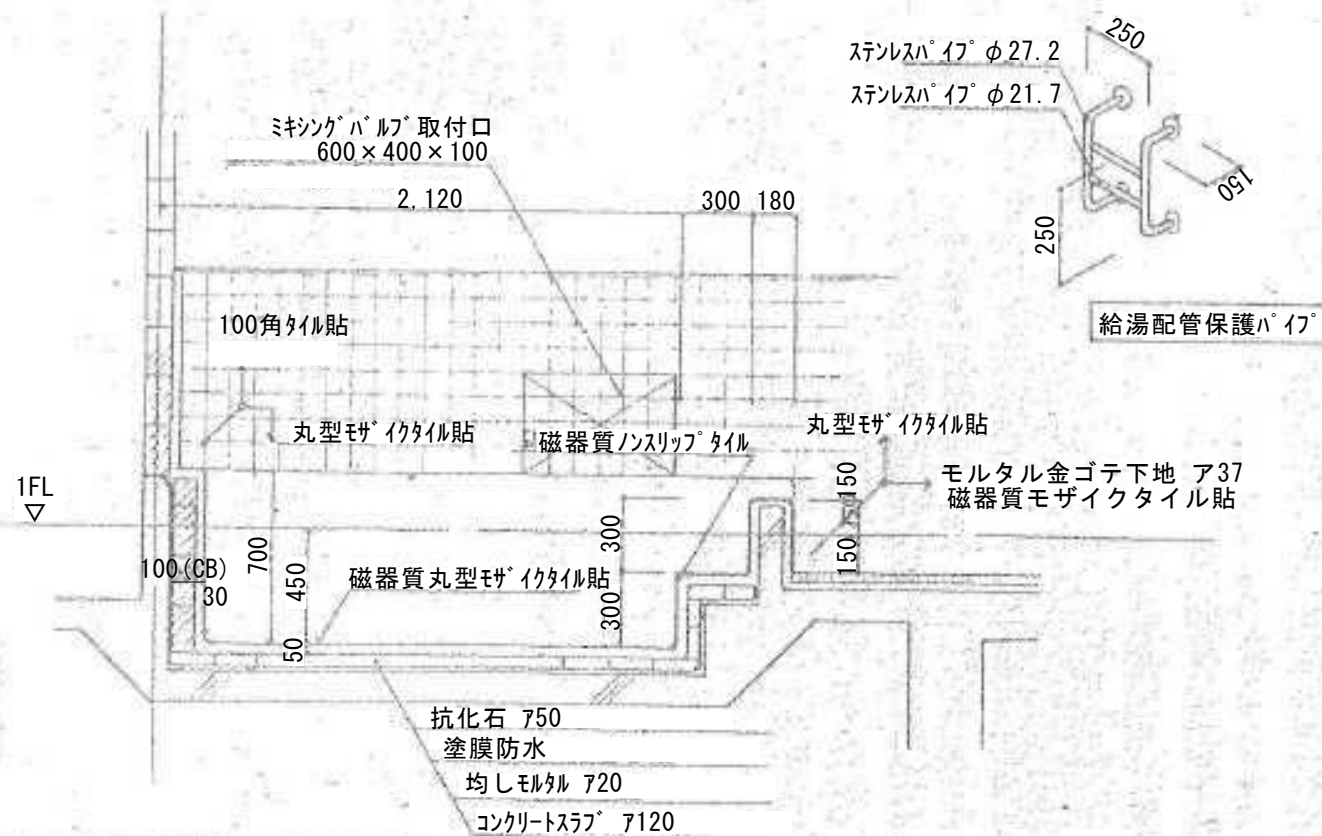 250
ステンレスパイプ φ27.2
ステンレスパイプ φ21.7
150
250
給湯配管保護パイプ
ミキシングバルブ取付口
600×400×100
2,120
300
180
100角タイル貼
丸型モザイクタイル貼
磁器質ノンスリップタイル
丸型モザイクタイル貼
モルタル金ゴテ下地 ア37
磁器質モザイクタイル貼
150
150
1FL
100(CB)
30
700
450
50
300
300
磁器質丸型モザイクタイル貼
抗化石 ア50
塗膜防水
均しモルタル ア20
コンクリートスラブ ア120